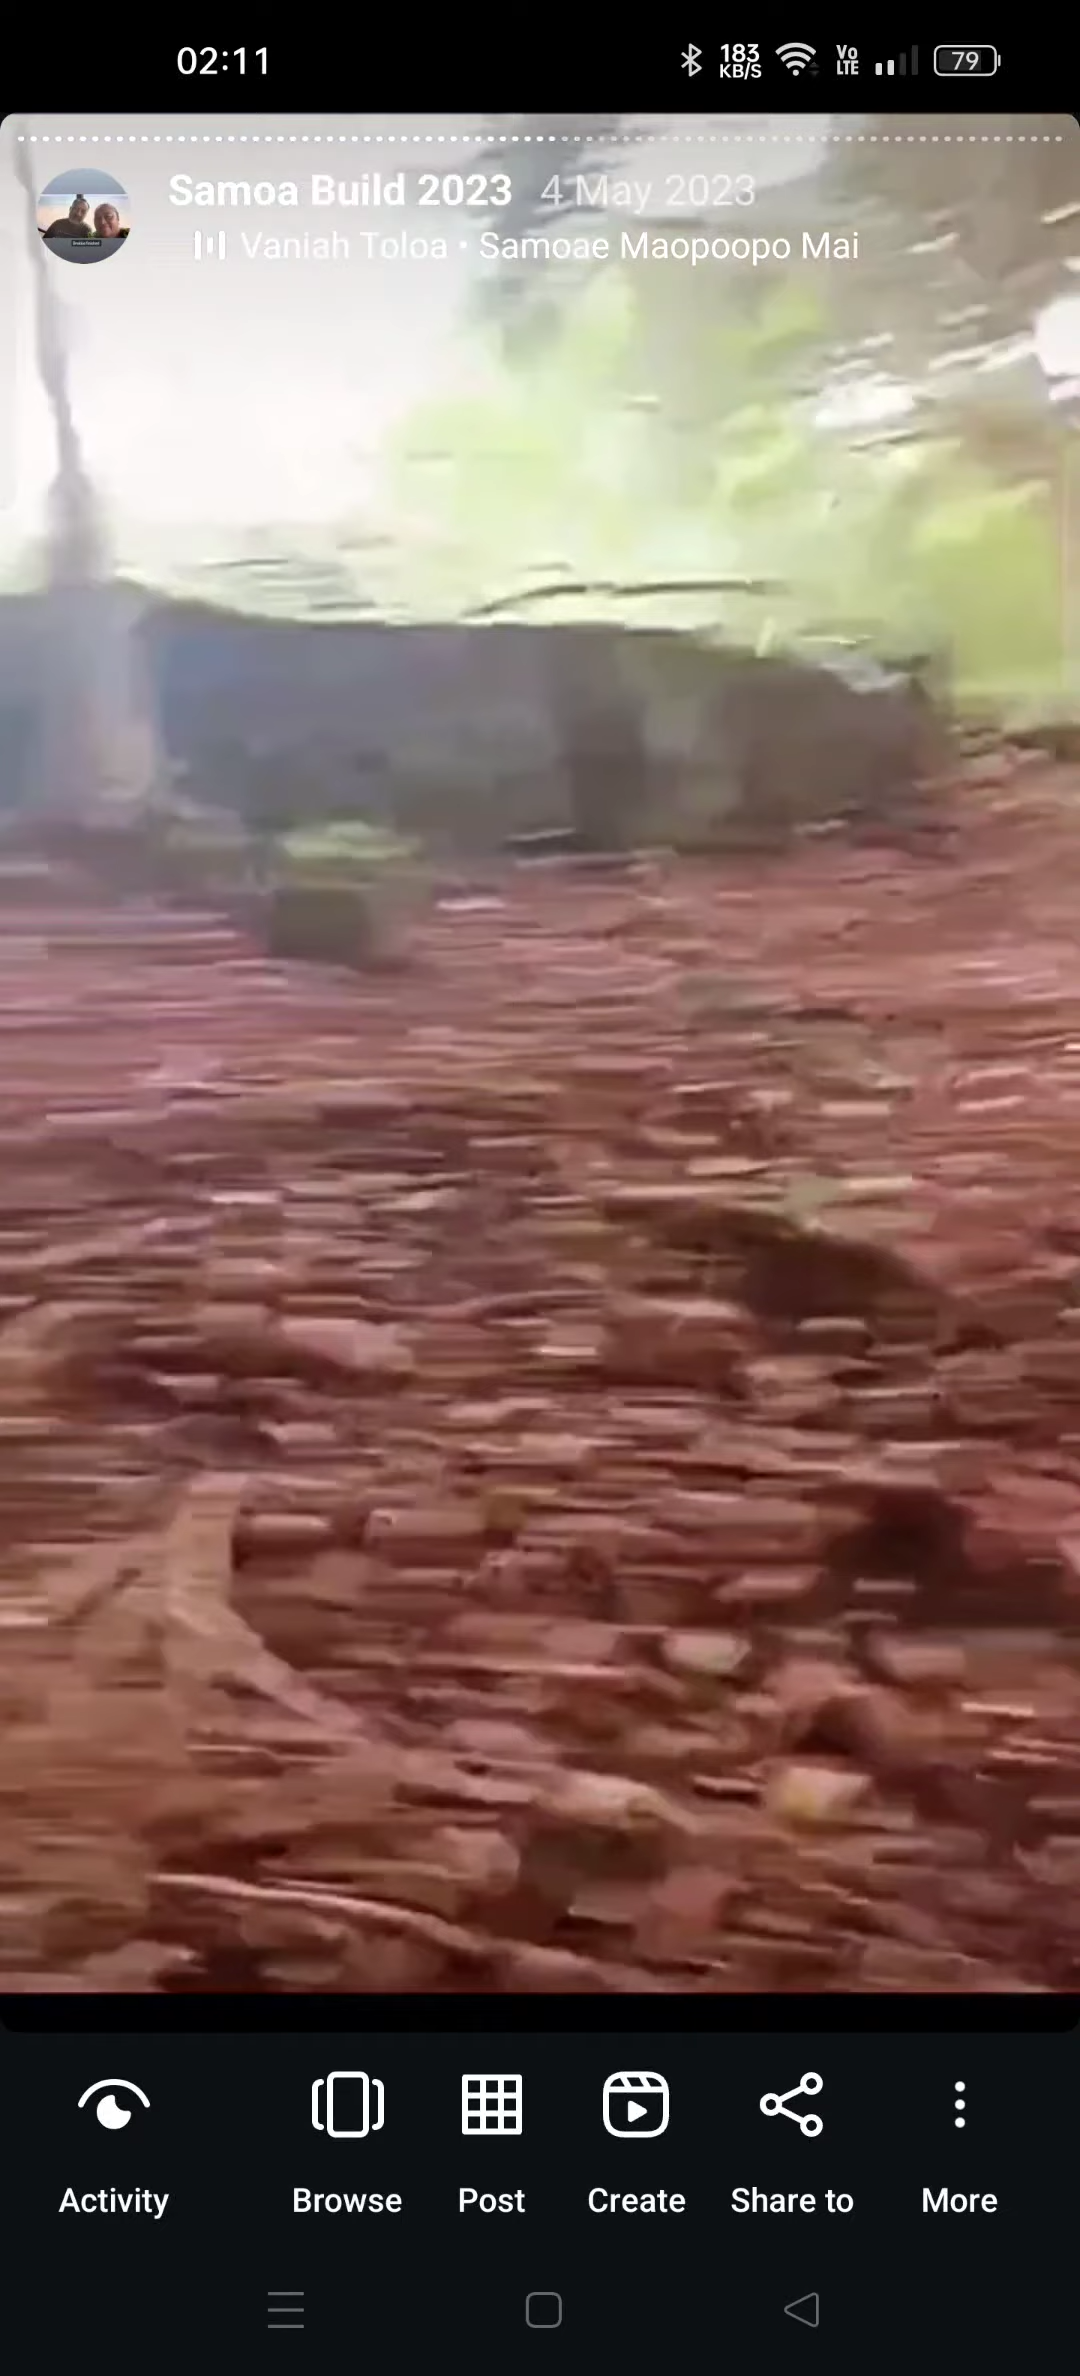 02:11
183
KB/S
Vo
LTE
79
Samoa Build 2023 4 May 2023
Vaniah Toloa • Samoae Maopoopo Mai
Activity
Browse
Post
Create
Share to
More